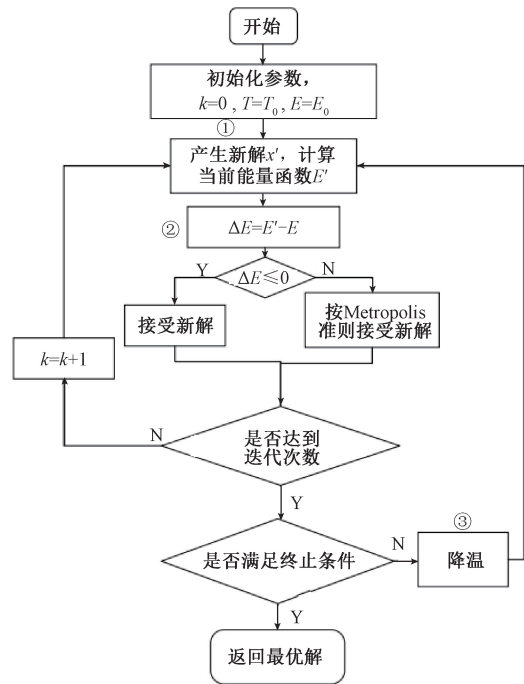 开始
初始化参数，
k=0 , T=T₀ , E=E₀
①
产生新解x′，计算
当前能量函数E′
②
ΔE=E′-E
Y
ΔE≤0
N
接受新解
按Metropolis
准则接受新解
k=k+1
N
是否达到
迭代次数
Y
③
是否满足终止条件
N
降温
Y
返回最优解